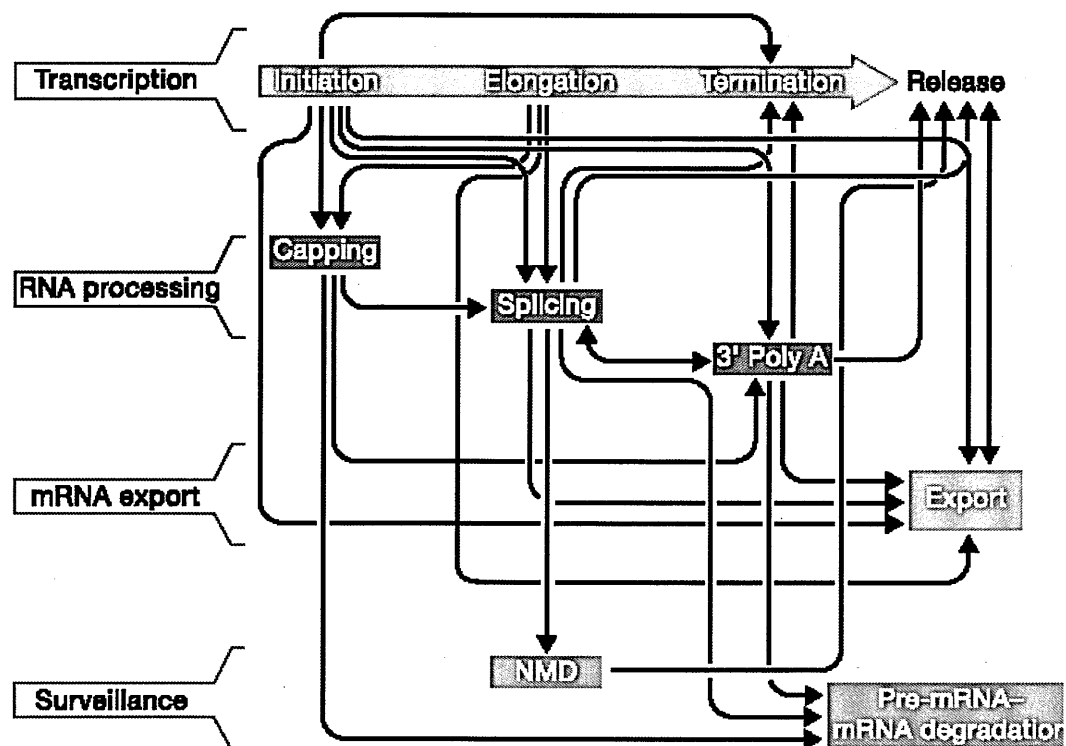 Transcription
Initiation
Elongation
Termination
Release
Capping
RNA processing
Splicing
3' Poly A
mRNA export
Export
NMD
Surveillance
Pre-mRNA–
mRNA degradation